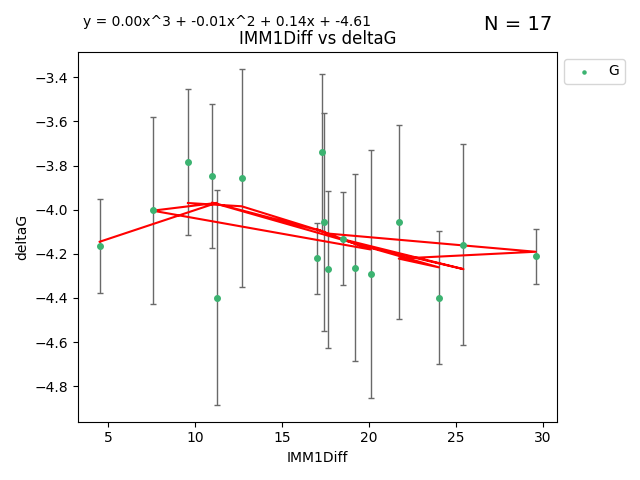 y = 0.00x^3 + -0.01x^2 + 0.14x + -4.61
N = 17
IMM1Diff vs deltaG
G
−3.4
−3.6
−3.8
−4.0
−4.2
−4.4
−4.6
−4.8
deltaG
5 10 15 20 25 30
IMM1Diff